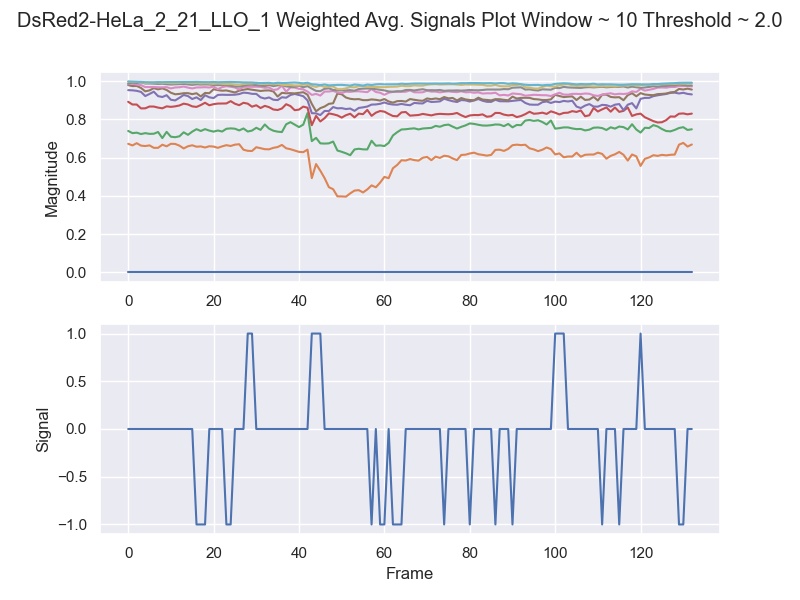 DsRed2-HeLa_2_21_LLO_1 Weighted Avg. Signals Plot Window ~ 10 Threshold ~ 2.0
1.0
0.8
0.6
0.4
0.2
0.0
Magnitude
0 20 40 60 80 100 120
1.0
0.5
0.0
−0.5
−1.0
Signal
0 20 40 60 80 100 120
Frame